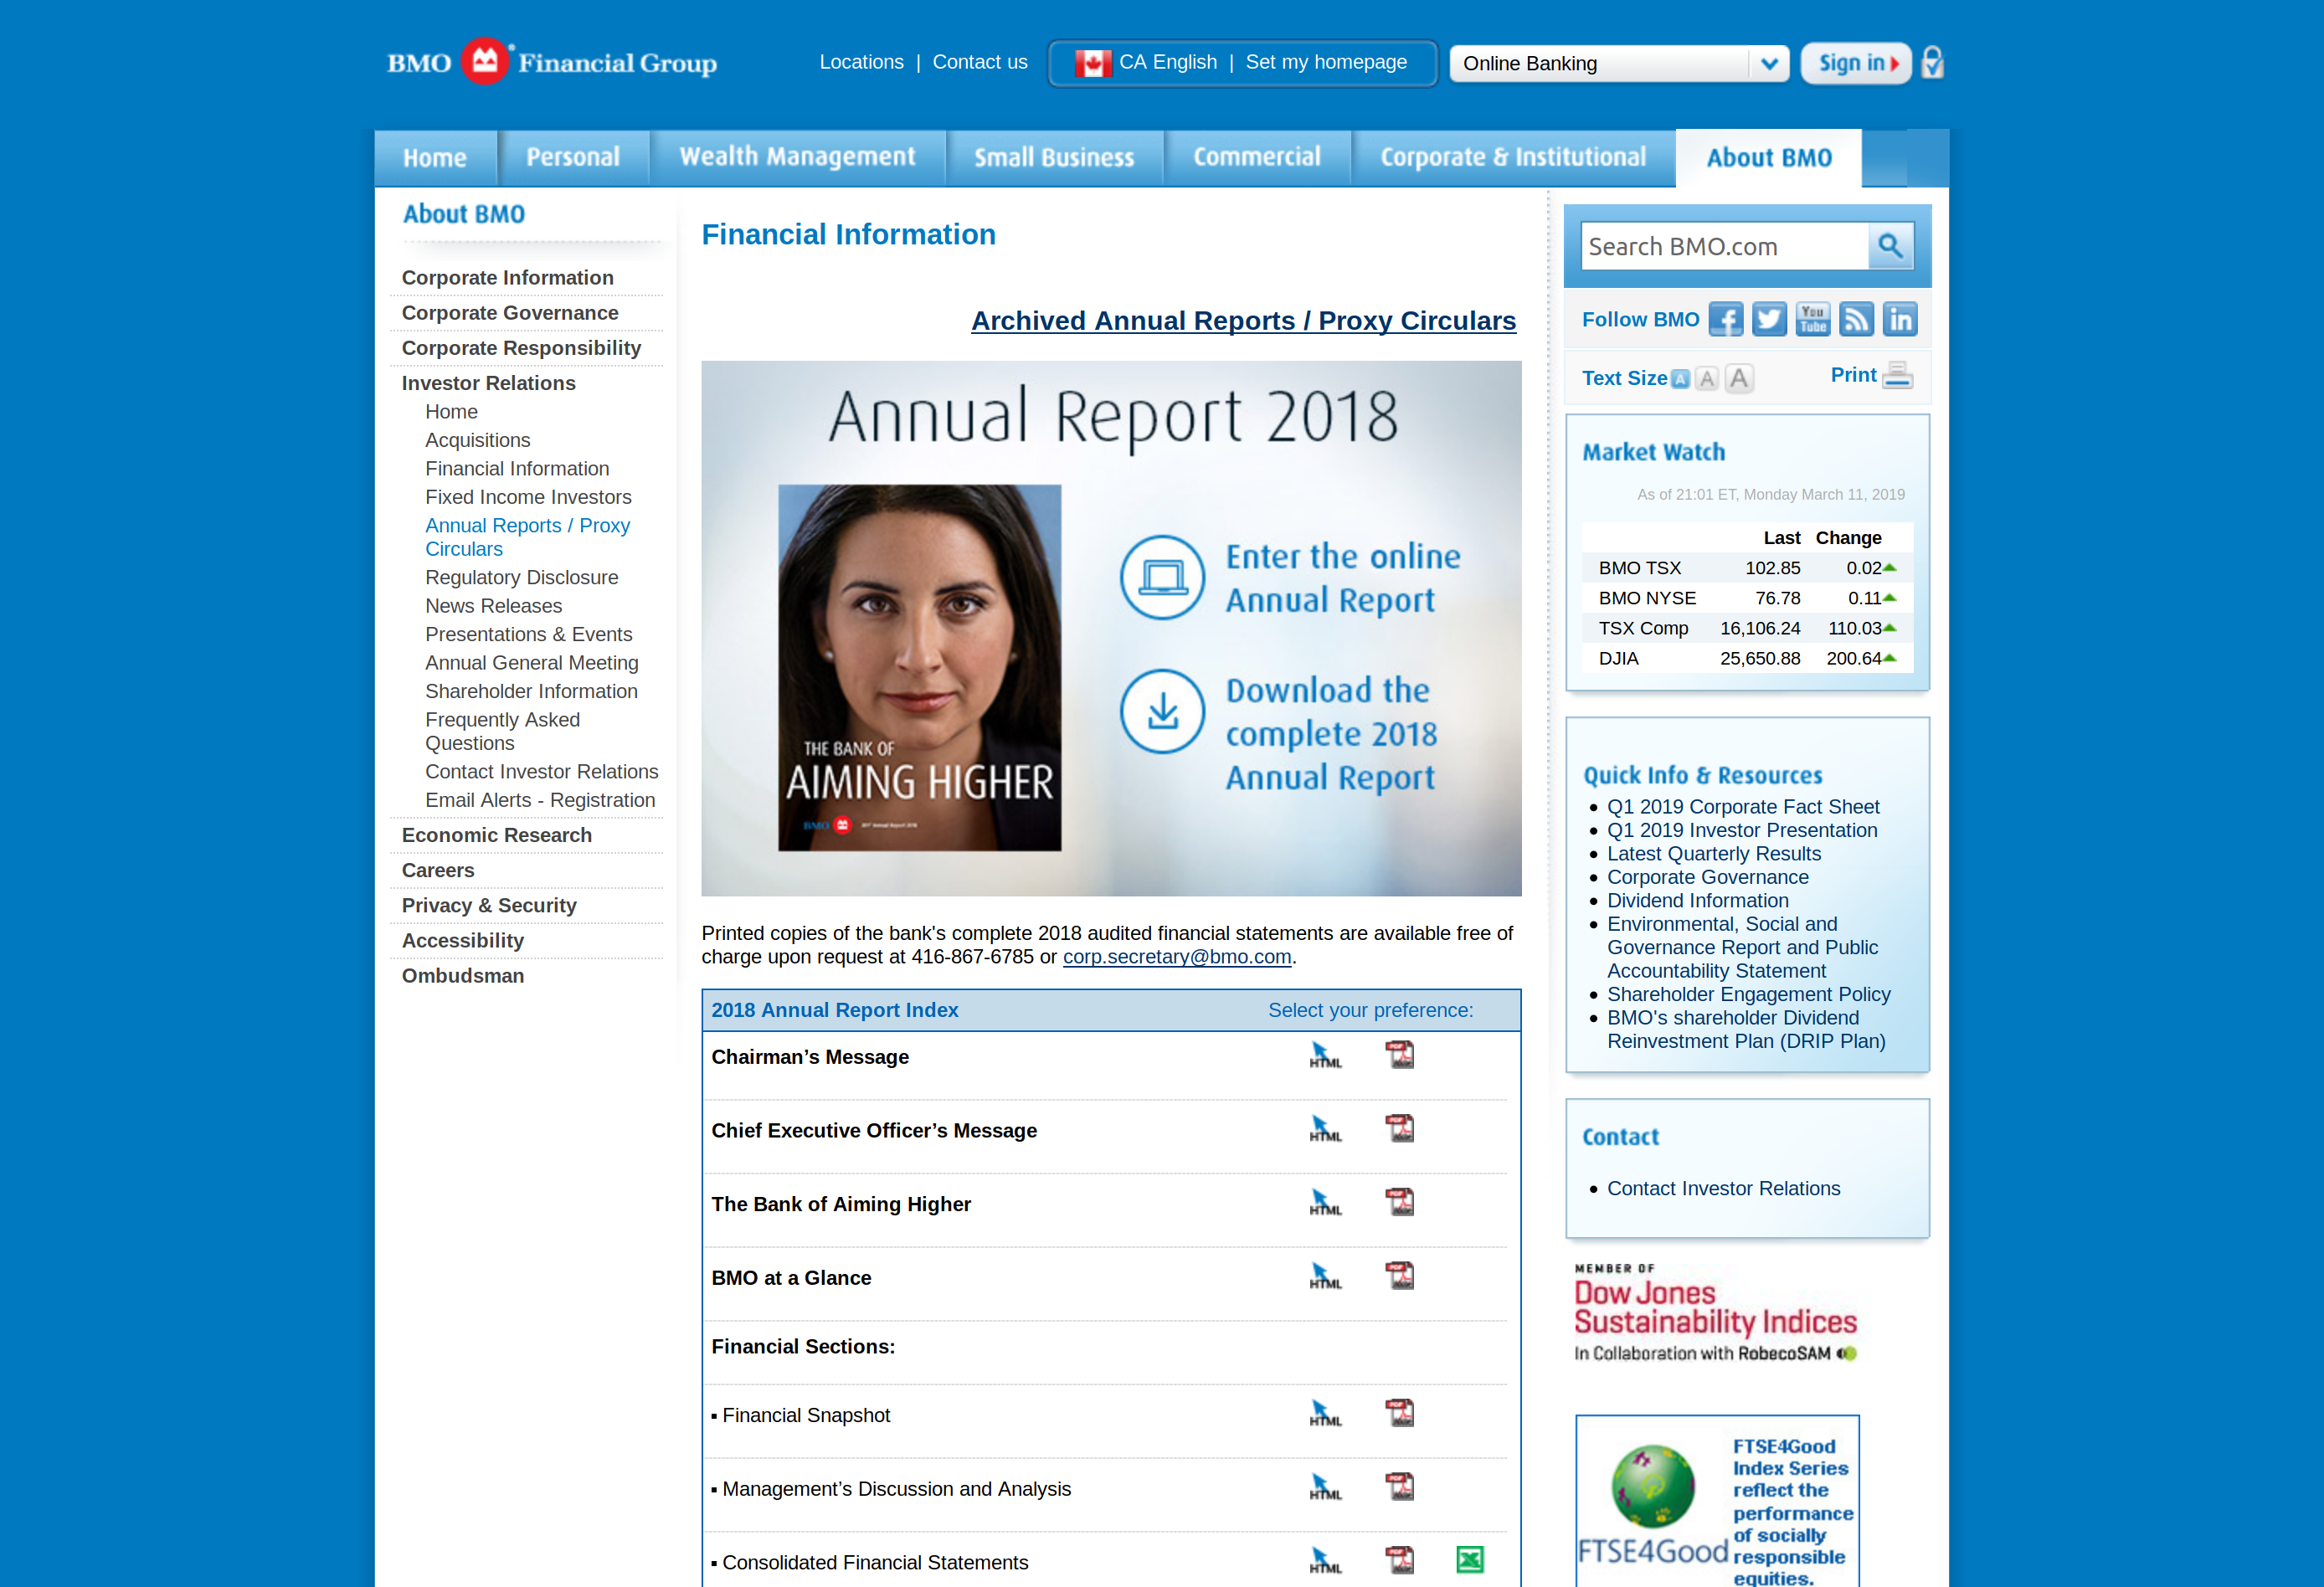 BMO Financial Group
Locations | Contact us
CA English | Set my homepage
Online Banking
Sign in
Home
Personal
Wealth Management
Small Business
Commercial
Corporate & Institutional
About BMO
About BMO
Corporate Information
Corporate Governance
Corporate Responsibility
Investor Relations
Home
Acquisitions
Financial Information
Fixed Income Investors
Annual Reports / Proxy
Circulars
Regulatory Disclosure
News Releases
Presentations & Events
Annual General Meeting
Shareholder Information
Frequently Asked
Questions
Contact Investor Relations
Email Alerts - Registration
Economic Research
Careers
Privacy & Security
Accessibility
Ombudsman
Financial Information
Archived Annual Reports / Proxy Circulars
Annual Report 2018
THE BANK OF
AIMING HIGHER
BMO
Enter the online
Annual Report
Download the
complete 2018
Annual Report
Printed copies of the bank's complete 2018 audited financial statements are available free of
charge upon request at 416-867-6785 or corp.secretary@bmo.com.
2018 Annual Report Index
Select your preference:
Chairman’s Message
HTML
PDF
Chief Executive Officer’s Message
HTML
PDF
The Bank of Aiming Higher
HTML
PDF
BMO at a Glance
HTML
PDF
Financial Sections:
▪ Financial Snapshot
HTML
PDF
▪ Management’s Discussion and Analysis
HTML
PDF
▪ Consolidated Financial Statements
HTML
PDF
Search BMO.com
Follow BMO
You
Tube
in
Text Size A A A
Print
Market Watch
As of 21:01 ET, Monday March 11, 2019
Last Change
BMO TSX 102.85 0.02
BMO NYSE 76.78 0.11
TSX Comp 16,106.24 110.03
DJIA 25,650.88 200.64
Quick Info & Resources
Q1 2019 Corporate Fact Sheet
Q1 2019 Investor Presentation
Latest Quarterly Results
Corporate Governance
Dividend Information
Environmental, Social and
Governance Report and Public
Accountability Statement
Shareholder Engagement Policy
BMO's shareholder Dividend
Reinvestment Plan (DRIP Plan)
Contact
Contact Investor Relations
MEMBER OF
Dow Jones
Sustainability Indices
In Collaboration with RobecoSAM
FTSE4Good
FTSE4Good
Index Series
reflect the
performance
of socially
responsible
equities.